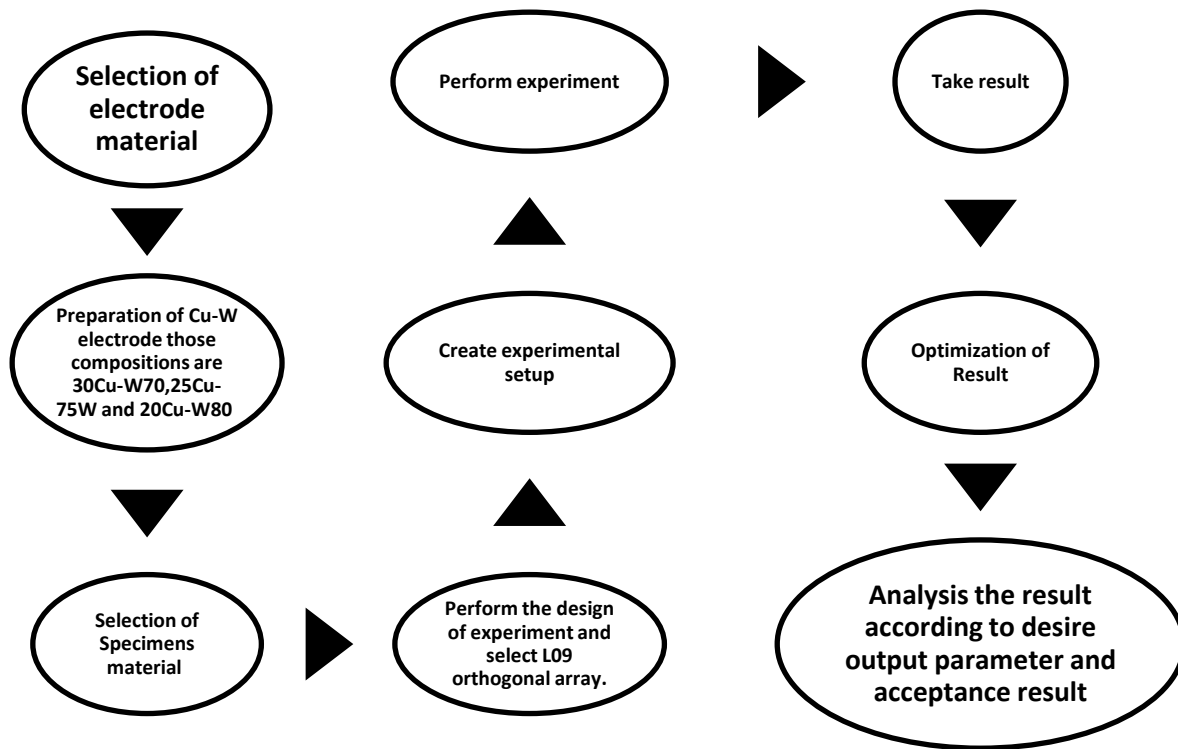 Selection of
electrode
material
Preparation of Cu-W
electrode those
compositions are
30Cu-W70,25Cu-
75W and 20Cu-W80
Selection of
Specimens
material
Perform the design
of experiment and
select L09
orthogonal array.
Create experimental
setup
Perform experiment
Take result
Optimization of
Result
Analysis the result
according to desire
output parameter and
acceptance result